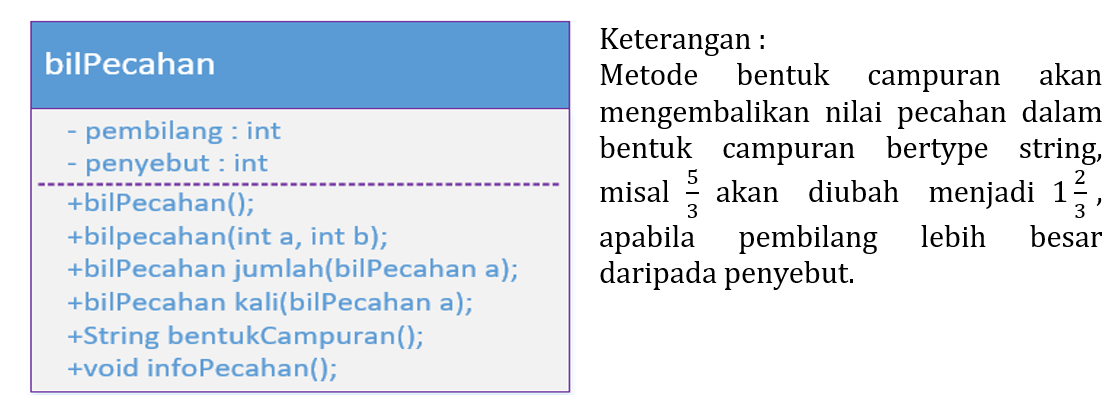 bilPecahan
- pembilang : int
- penyebut : int
+bilPecahan();
+bilpecahan(int a, int b);
+bilPecahan jumlah(bilPecahan a);
+bilPecahan kali(bilPecahan a);
+String bentukCampuran();
+void infoPecahan();
Keterangan :
Metode bentuk campuran akan
mengembalikan nilai pecahan dalam
bentuk campuran bertype string,
misal 5/3 akan diubah menjadi 1 2/3 ,
apabila pembilang lebih besar
daripada penyebut.